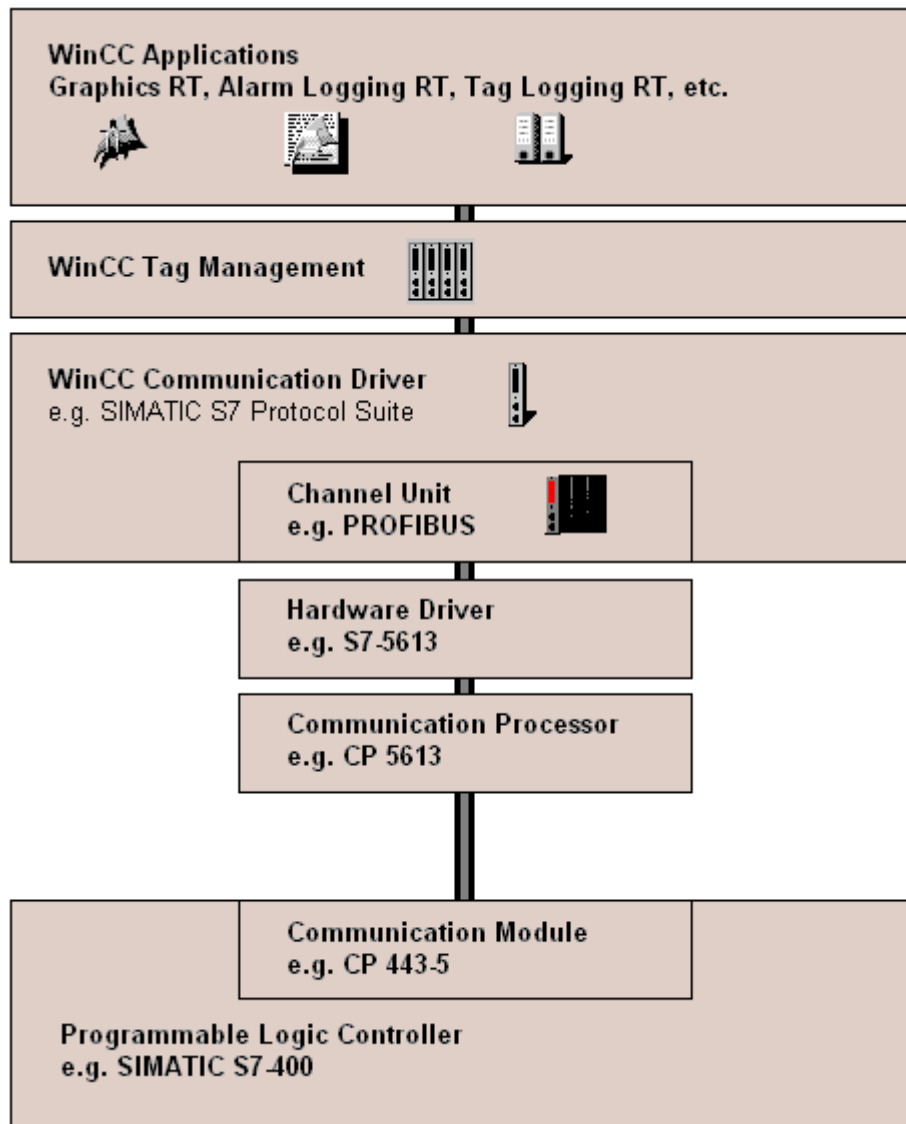 WinCC Applications
Graphics RT, Alarm Logging RT, Tag Logging RT, etc.
WinCC Tag Management
WinCC Communication Driver
e.g. SIMATIC S7 Protocol Suite
Channel Unit
e.g. PROFIBUS
Hardware Driver
e.g. S7-5613
Communication Processor
e.g. CP 5613
Communication Module
e.g. CP 443-5
Programmable Logic Controller
e.g. SIMATIC S7-400